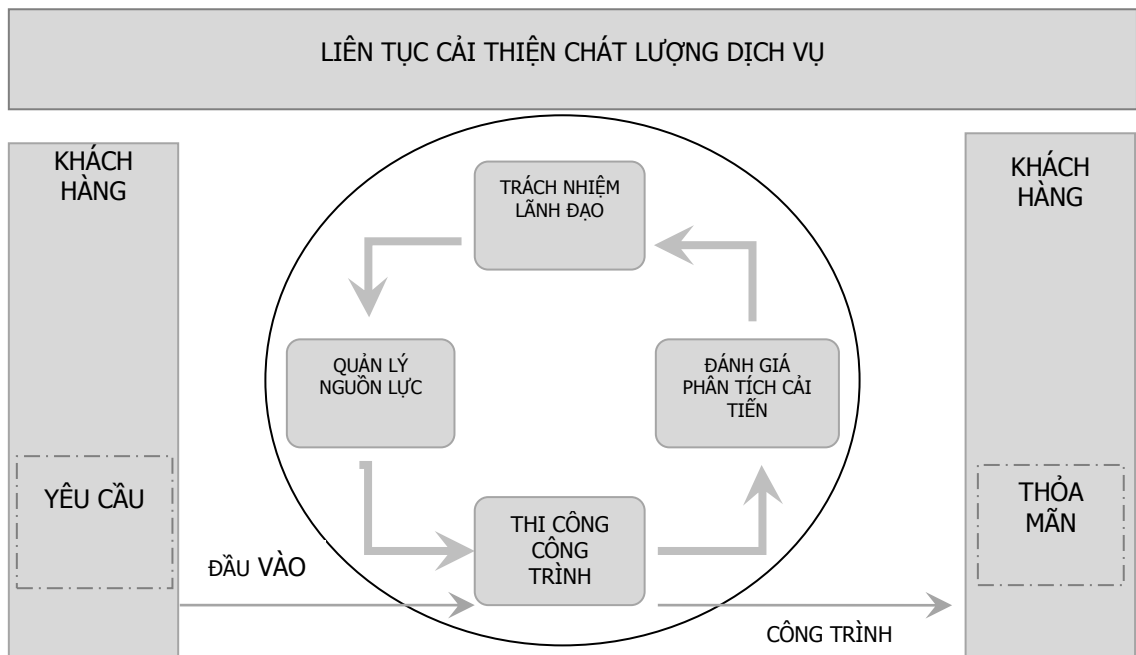 LIÊN TỤC CẢI THIỆN CHÁT LƯỢNG DỊCH VỤ
KHÁCH
HÀNG
YÊU CẦU
TRÁCH NHIỆM
LÃNH ĐẠO
QUẢN LÝ
NGUỒN LỰC
ĐÁNH GIÁ
PHÂN TÍCH CẢI
TIẾN
THI CÔNG
CÔNG
TRÌNH
ĐẦU VÀO
CÔNG TRÌNH
KHÁCH
HÀNG
THỎA
MÃN